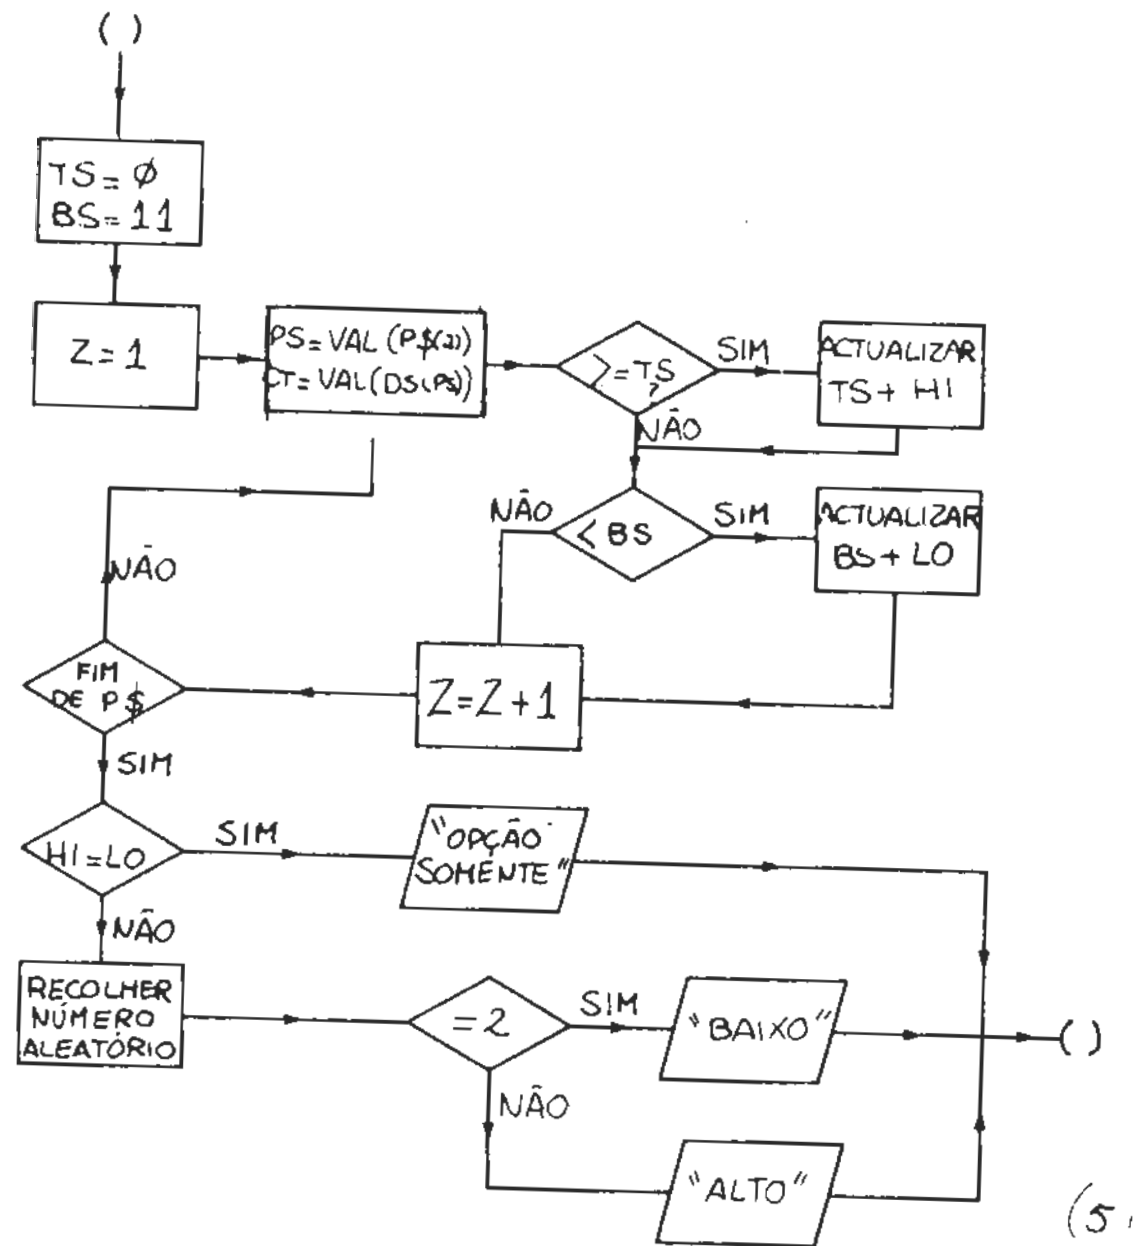 ( )
TS=Ø
BS=11
Z=1
PS=VAL(P$(Z))
CT=VAL(DS(PS))
>=TS?
SIM
ACTUALIZAR
TS+HI
NÃO
<BS
NÃO
SIM
ACTUALIZAR
BS+LO
NÃO
FIM
DE P$
Z=Z+1
SIM
HI=LO
SIM
"OPÇÃO
SOMENTE"
NÃO
RECOLHER
NÚMERO
ALEATÓRIO
=2
SIM
"BAIXO"
( )
NÃO
"ALTO"
(5